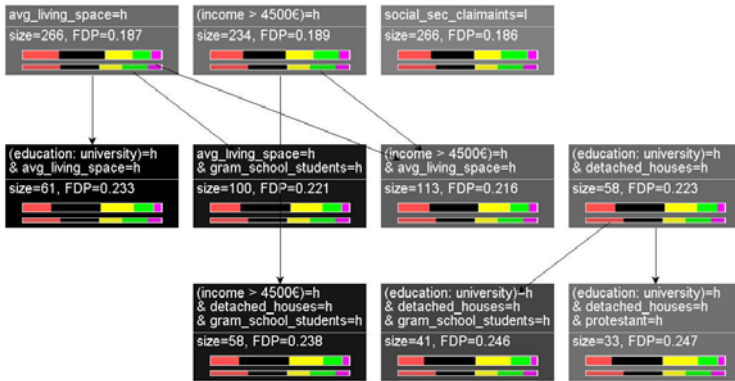 avg_living_space=h
size=266, FDP=0.187
(income > 4500€)=h
size=234, FDP=0.189
social_sec_claimaints=l
size=266, FDP=0.186
(education: university)=h
& avg_living_space=h
size=61, FDP=0.233
avg_living_space=h
& gram_school_students=h
size=100, FDP=0.221
(income > 4500€)=h
& avg_living_space=h
size=113, FDP=0.216
(education: university)=h
& detached_houses=h
size=58, FDP=0.223
(income > 4500€)=h
& detached_houses=h
& gram_school_students=h
size=58, FDP=0.238
(education: university)=h
& detached_houses=h
& gram_school_students=h
size=41, FDP=0.246
(education: university)=h
& detached_houses=h
& protestant=h
size=33, FDP=0.247